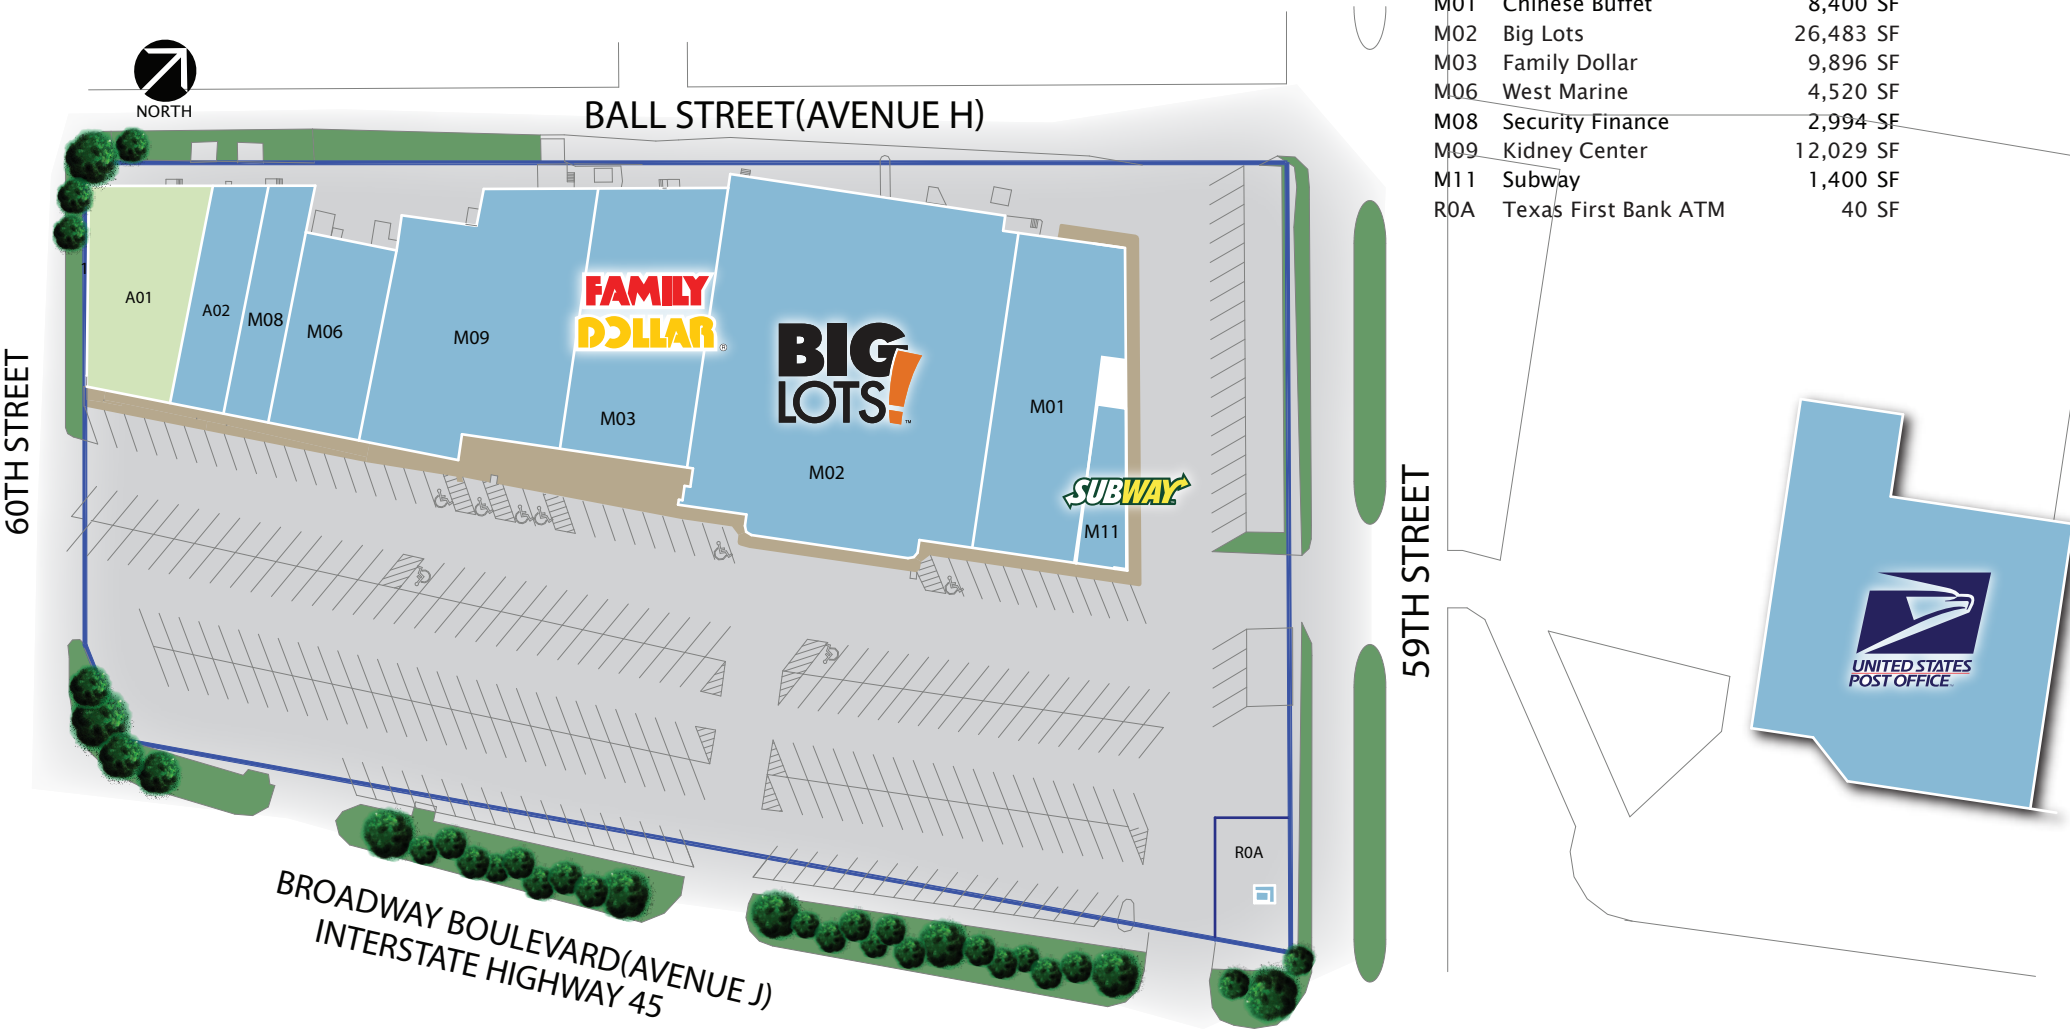 M01 Chinese Buffet 8,400 SF
M02 Big Lots 26,483 SF
M03 Family Dollar 9,896 SF
M06 West Marine 4,520 SF
M08 Security Finance 2,994 SF
M09 Kidney Center 12,029 SF
M11 Subway 1,400 SF
R0A Texas First Bank ATM 40 SF
NORTH
BALL STREET(AVENUE H)
60TH STREET
59TH STREET
1
A01
A02
M08
M06
M09
FAMILY
DOLLAR®
M03
BIG
LOTS!™
M02
M01
SUBWAY
M11
R0A
UNITED STATES
POST OFFICE
BROADWAY BOULEVARD(AVENUE J)
INTERSTATE HIGHWAY 45